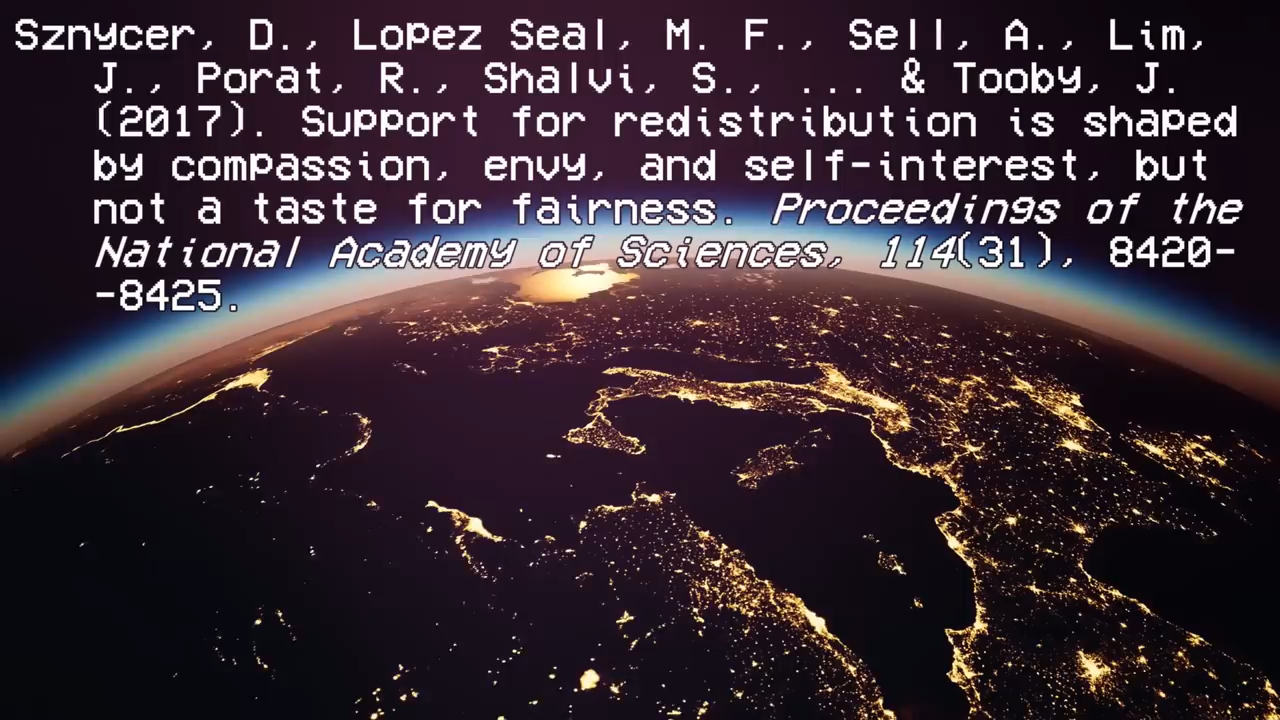 Sznycer, D., Lopez Seal, M. F., Sell, A., Lim,
J., Porat, R., Shalvi, S., ... & Tooby, J.
(2017). Support for redistribution is shaped
by compassion, envy, and self-interest, but
not a taste for fairness. Proceedings of the
National Academy of Sciences, 114(31), 8420-
-8425.